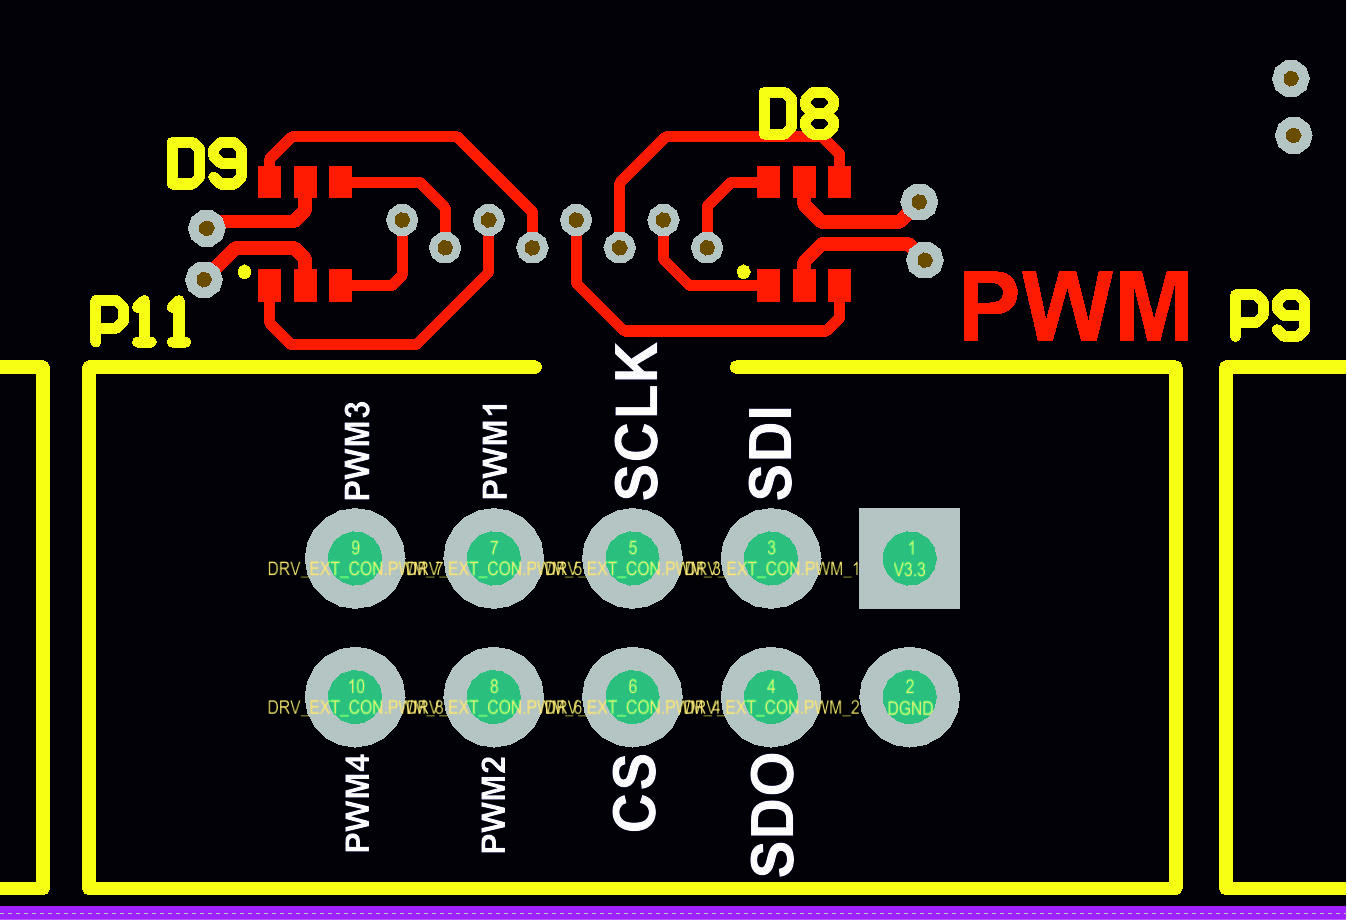 D8
D9
PWM
P11
P9
PWM3
PWM1
SCLK
SDI
9
7
5
3
1
DRV_EXT_CON.PWM_7
DRV_EXT_CON.PWM_5
DRV_EXT_CON.PWM_3
DRV_EXT_CON.PWM_1
V3.3
10
8
6
4
2
DRV_EXT_CON.PWM_8
DRV_EXT_CON.PWM_6
DRV_EXT_CON.PWM_4
DRV_EXT_CON.PWM_2
DGND
PWM4
PWM2
CS
SDO